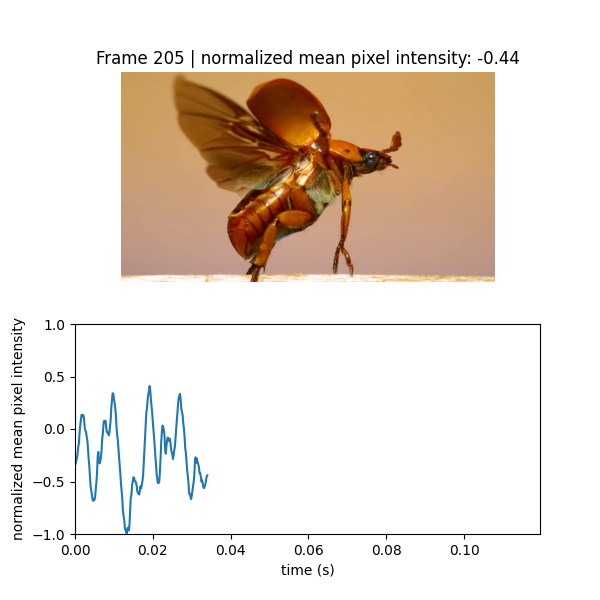 Frame 205 | normalized mean pixel intensity: -0.44
1.0
0.5
0.0
−0.5
−1.0
normalized mean pixel intensity
0.00 0.02 0.04 0.06 0.08 0.10
time (s)